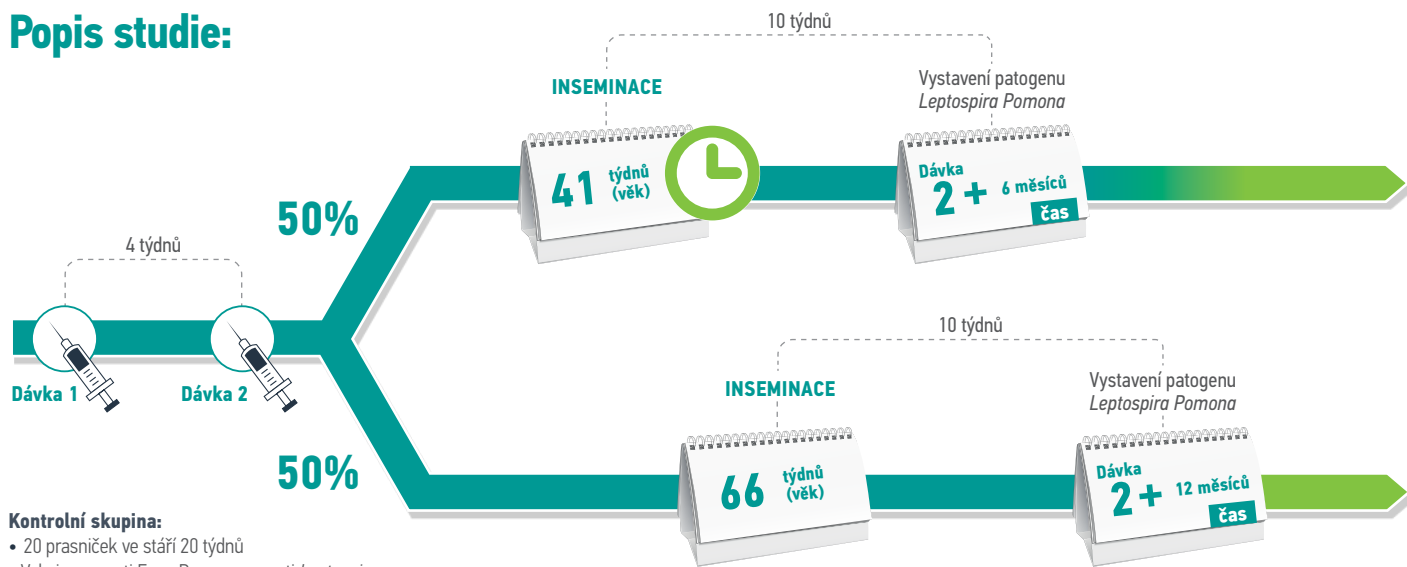 Popis studie:
10 týdnů
INSEMINACE
Vystavení patogenu
Leptospira Pomona
41 týdnů
(věk)
Dávka
2 + 6 měsíců
čas
50%
4 týdnů
Dávka 1
Dávka 2
10 týdnů
INSEMINACE
Vystavení patogenu
Leptospira Pomona
66 týdnů
(věk)
Dávka
2 + 12 měsíců
čas
50%
Kontrolní skupina:
• 20 prasniček ve stáří 20 týdnů